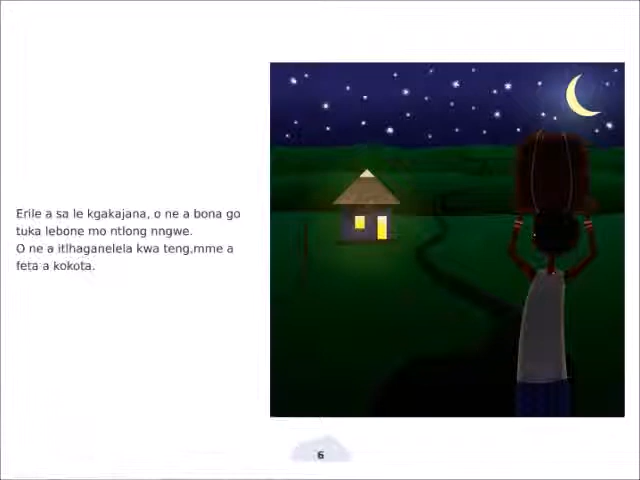 Erile a sa le kgakajana, o ne a bona go
tuka lebone mo ntlong nngwe.
O ne a itlhaganelela kwa teng,mme a
feta a kokota.
6